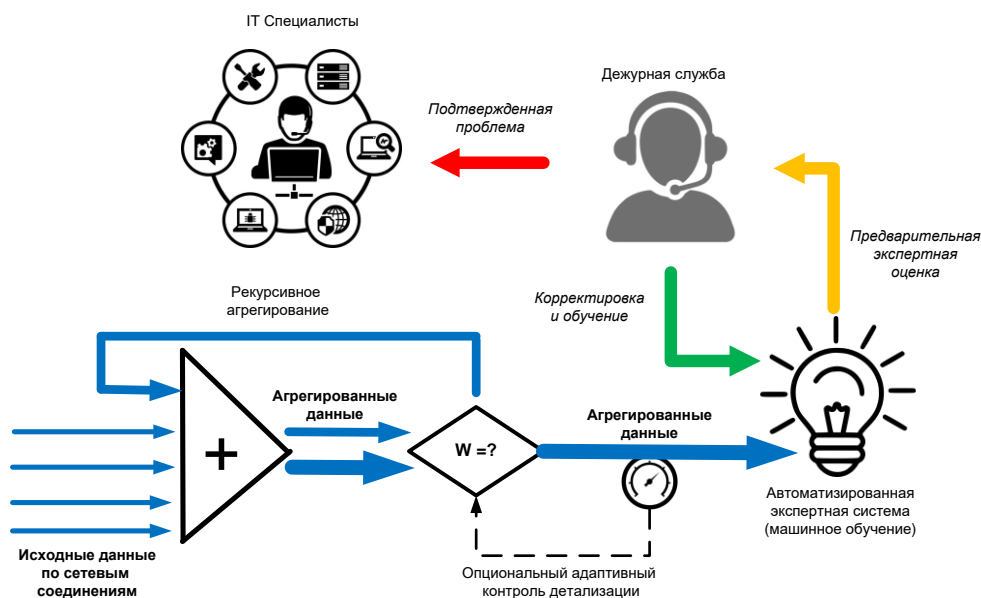 IT Специалисты
Дежурная служба
Подтвержденная
проблема
Предварительная
экспертная
оценка
Корректировка
и обучение
Рекурсивное
агрегирование
Агрегированные
данные
Агрегированные
данные
+
W =?
Автоматизированная
экспертная система
(машинное обучение)
Исходные данные
по сетевым
соединениям
Опциональный адаптивный
контроль детализации